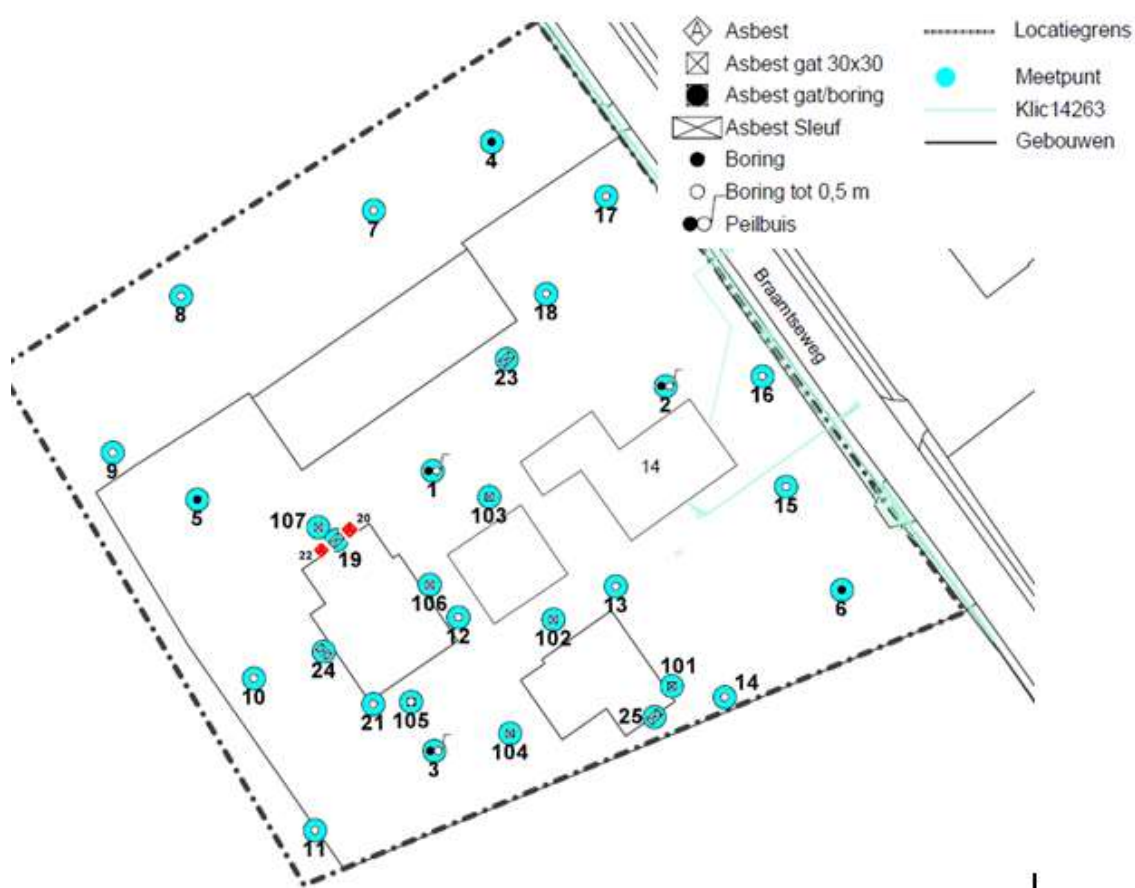 Asbest
A
Asbest gat 30x30
Asbest gat/boring
Asbest Sleuf
Boring
Boring tot 0,5 m
Peilbuis
Locatiegrens
Meetpunt
Klic14263
Gebouwen
Braamtseweg
4
17
7
8
18
23
2
16
14
9
1
15
5
103
107
20
19
22
106
13
6
12
102
24
101
10
14
21
105
25
104
3
11